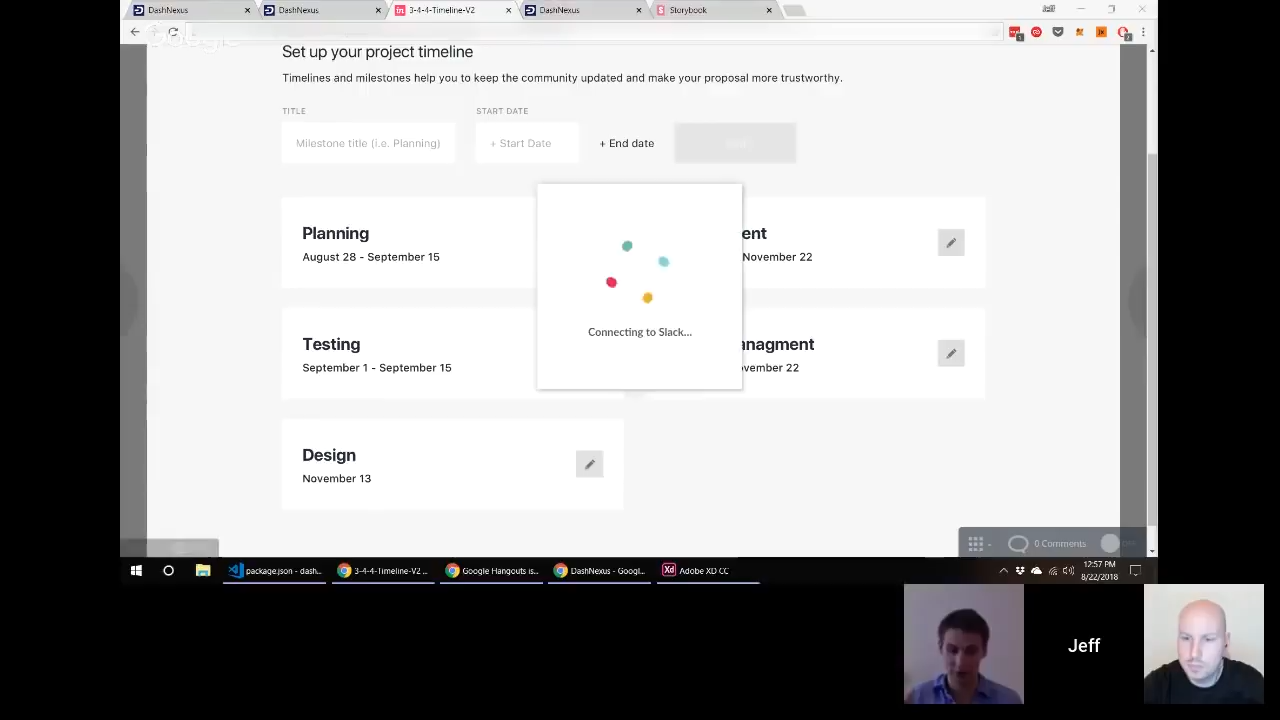 DashNexus
DashNexus
3-4-4-Timeline-V2
DashNexus
Storybook
Jeff
Google
Set up your project timeline
Timelines and milestones help you to keep the community updated and make your proposal more trustworthy.
TITLE
START DATE
Milestone title (i.e. Planning)
+ Start Date
+ End date
Planning
August 28 - September 15
ent
November 22
Testing
September 1 - September 15
anagment
vember 22
Connecting to Slack...
Design
November 13
0 Comments
OFF
package.json - dash...
3-4-4-Timeline-V2 ...
Google Hangouts is...
DashNexus - Googl...
Xd
Adobe XD CC
12:57 PM
8/22/2018
Jeff